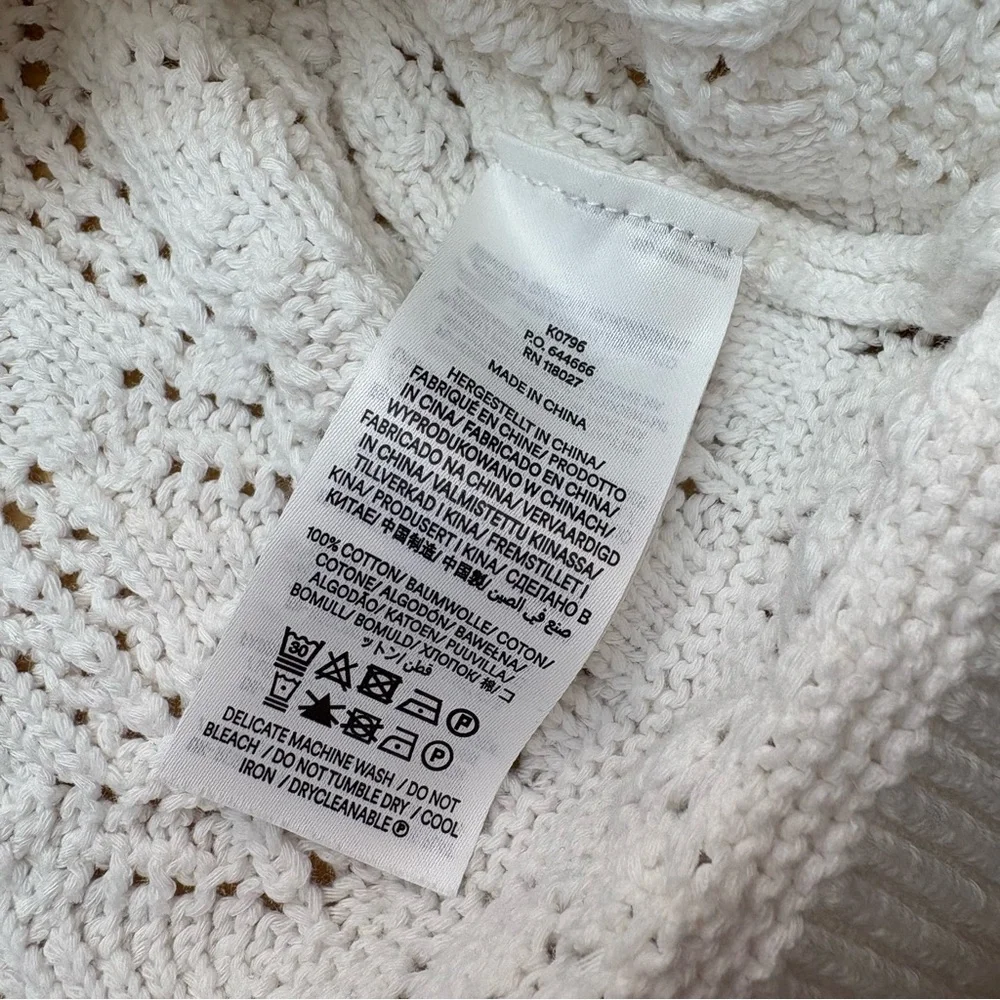 K0796
P.O. 644666
RN 118027
MADE IN CHINA
HERGESTELLT IN CHINA/
FABRIQUÉ EN CHINE/ PRODOTTO
IN CINA/ FABRICADO EN CHINA/
WYPRODUKOWANO W CHINACH/
FABRICADO NA CHINA/ VERVAARDIGD
IN CHINA/ VALMISTETTU KIINASSA/
TILLVERKAD I KINA/ FREMSTILLET I
KINA/ PRODUSERT I KINA/ СДЕЛАНО В
КИТАЕ/ 中国制造/ 中国製/ صنع في الصين
100% COTTON/ BAUMWOLLE/ COTON/
COTONE/ ALGODÓN/ BAWEŁNA/
ALGODÃO/ KATOEN/ PUUVILLA/
BOMULL/ BOMULD/ ХЛОПОК/ 棉/ コ
ットン/ قطن
30 P
P
DELICATE MACHINE WASH / DO NOT
BLEACH / DO NOT TUMBLE DRY / COOL
IRON / DRYCLEANABLE Ⓟ